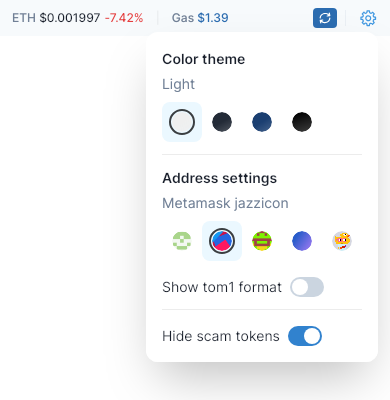 ETH $0.001997 -7.42% Gas $1.39
Color theme
Light
Address settings
Metamask jazzicon
Show tom1 format
Hide scam tokens